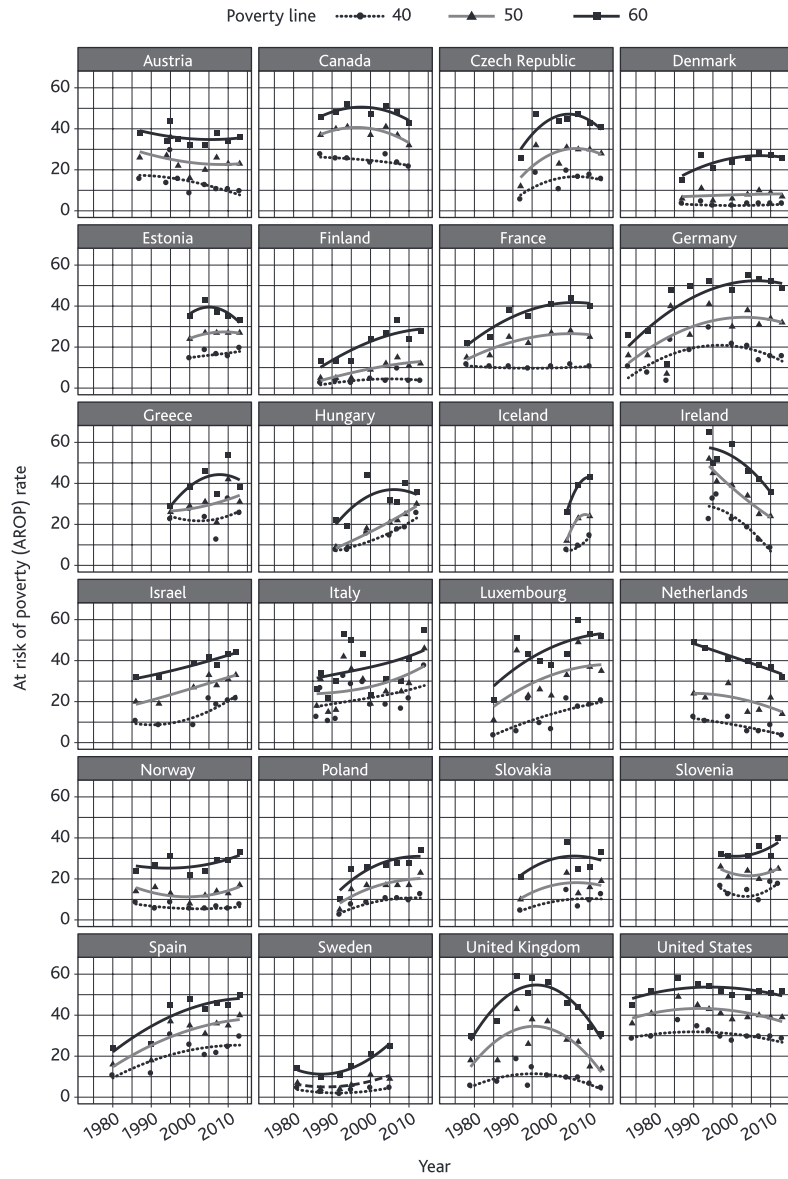 Poverty line 40 50 60
Austria Canada Czech Republic Denmark
60
40
20
0
Estonia Finland France Germany
60
40
20
0
Greece Hungary Iceland Ireland
60
40
20
0
At risk of poverty (AROP) rate
Israel Italy Luxembourg Netherlands
60
40
20
0
Norway Poland Slovakia Slovenia
60
40
20
0
Spain Sweden United Kingdom United States
60
40
20
0
1980 1990 2000 2010 1980 1990 2000 2010 1980 1990 2000 2010 1980 1990 2000 2010
Year